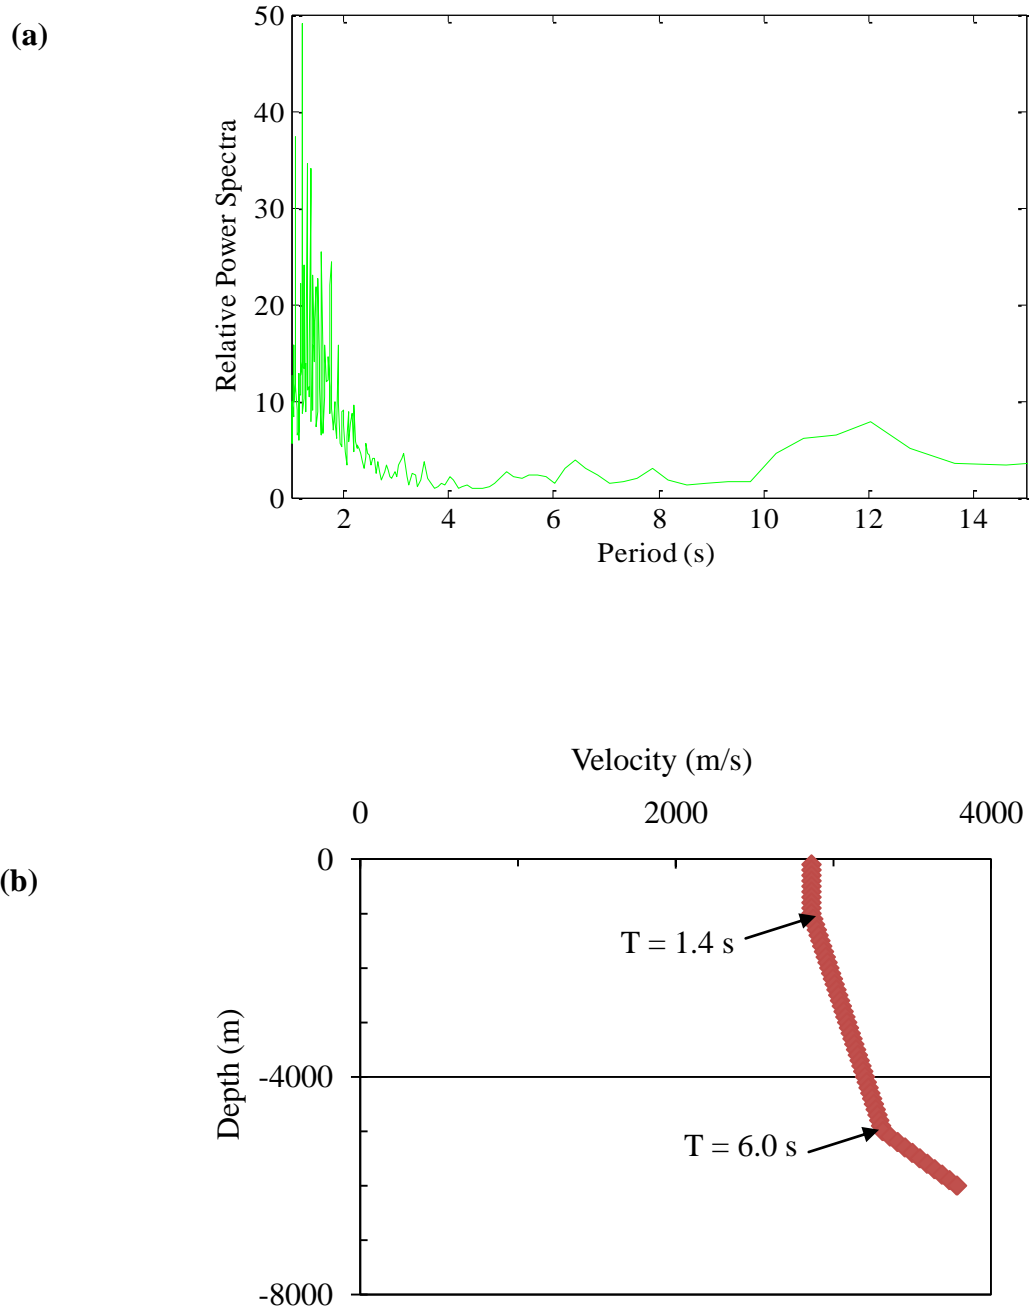 (a)
50
40
30
20
10
0
Relative Power Spectra
2 4 6 8 10 12 14
Period (s)
(b)
Velocity (m/s)
0 2000 4000
0
-4000
-8000
Depth (m)
T = 1.4 s
T = 6.0 s